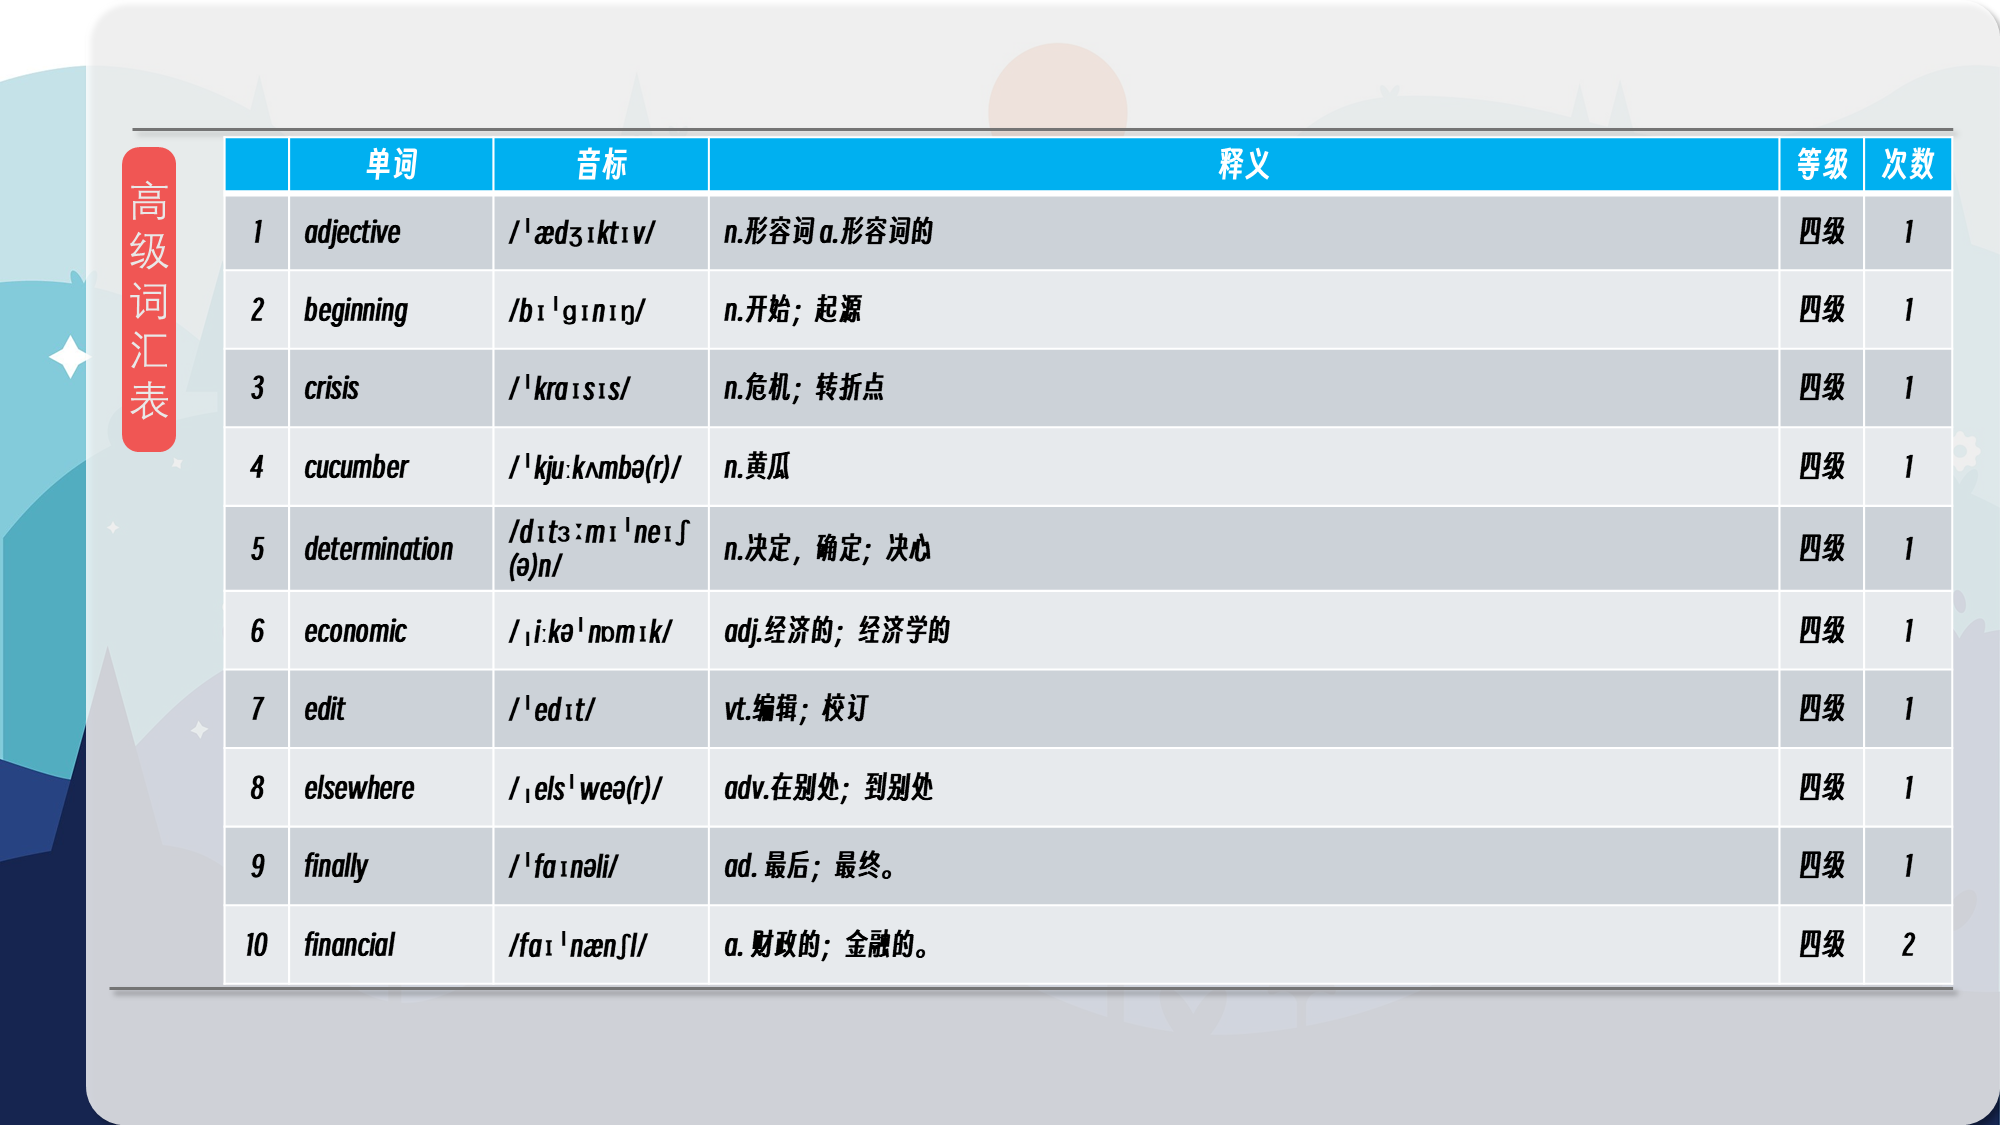 高级词汇表
单词 音标 释义 等级 次数
1 adjective /ˈædʒɪktɪv/ n.形容词 a.形容词的 四级 1
2 beginning /bɪˈɡɪnɪŋ/ n.开始；起源 四级 1
3 crisis /ˈkraɪsɪs/ n.危机；转折点 四级 1
4 cucumber /ˈkjuːkʌmbə(r)/ n.黄瓜 四级 1
5 determination /dɪtɜːmɪˈneɪʃ
(ə)n/ n.决定，确定；决心 四级 1
6 economic /ˌiːkəˈnɒmɪk/ adj.经济的；经济学的 四级 1
7 edit /ˈedɪt/ vt.编辑；校订 四级 1
8 elsewhere /ˌelsˈweə(r)/ adv.在别处；到别处 四级 1
9 finally /ˈfaɪnəli/ ad. 最后；最终。 四级 1
10 financial /faɪˈnænʃl/ a. 财政的；金融的。 四级 2